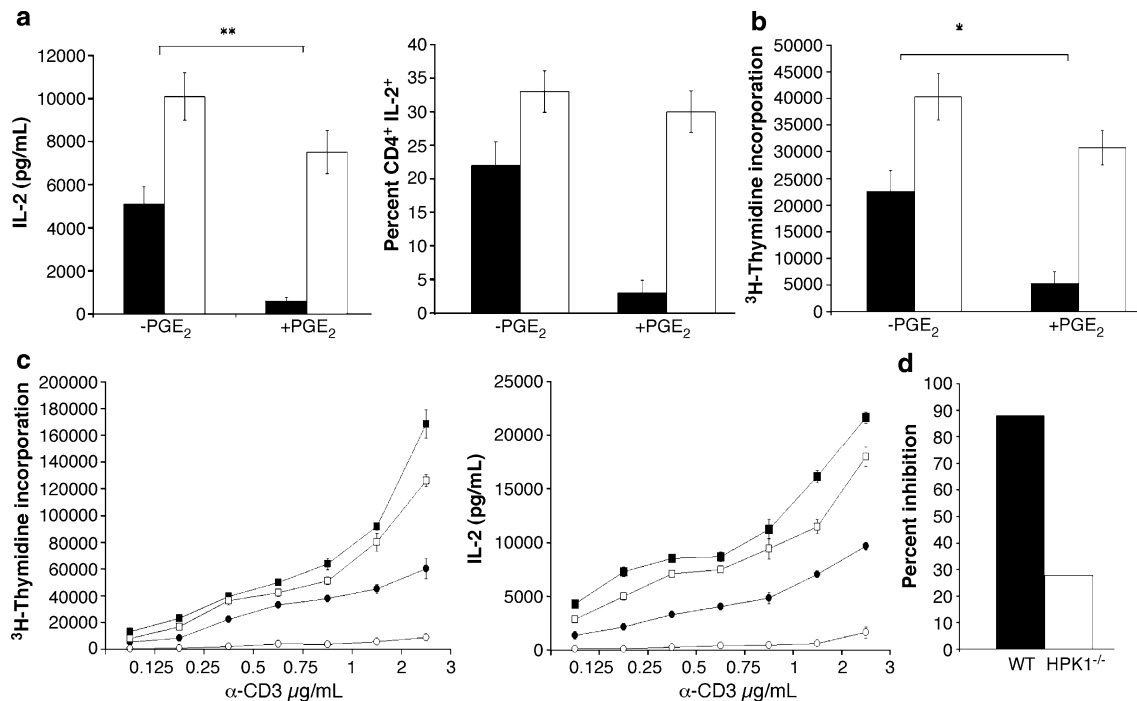 a
**
IL-2 (pg/mL)
12000
10000
8000
6000
4000
2000
0
-PGE₂
+PGE₂
Percent CD4⁺ IL-2⁺
40
35
30
25
20
15
10
5
0
-PGE₂
+PGE₂
b
*
³H-Thymidine incorporation
50000
45000
40000
35000
30000
25000
20000
15000
10000
5000
0
-PGE₂
+PGE₂
c
³H-Thymidine incorporation
200000
180000
160000
140000
120000
100000
80000
60000
40000
20000
0
0.125 0.25 0.5 0.75 1 2 3
α-CD3 µg/mL
IL-2 (pg/mL)
25000
20000
15000
10000
5000
0
0.125 0.25 0.5 0.75 1 2 3
α-CD3 µg/mL
d
Percent inhibition
100
90
80
70
60
50
40
30
20
10
0
WT HPK1⁻/⁻